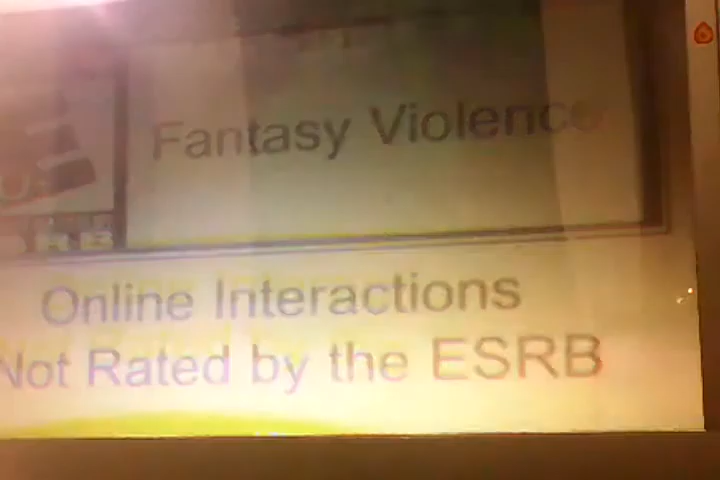 Fantasy Violence
Online Interactions
Not Rated by the ESRB